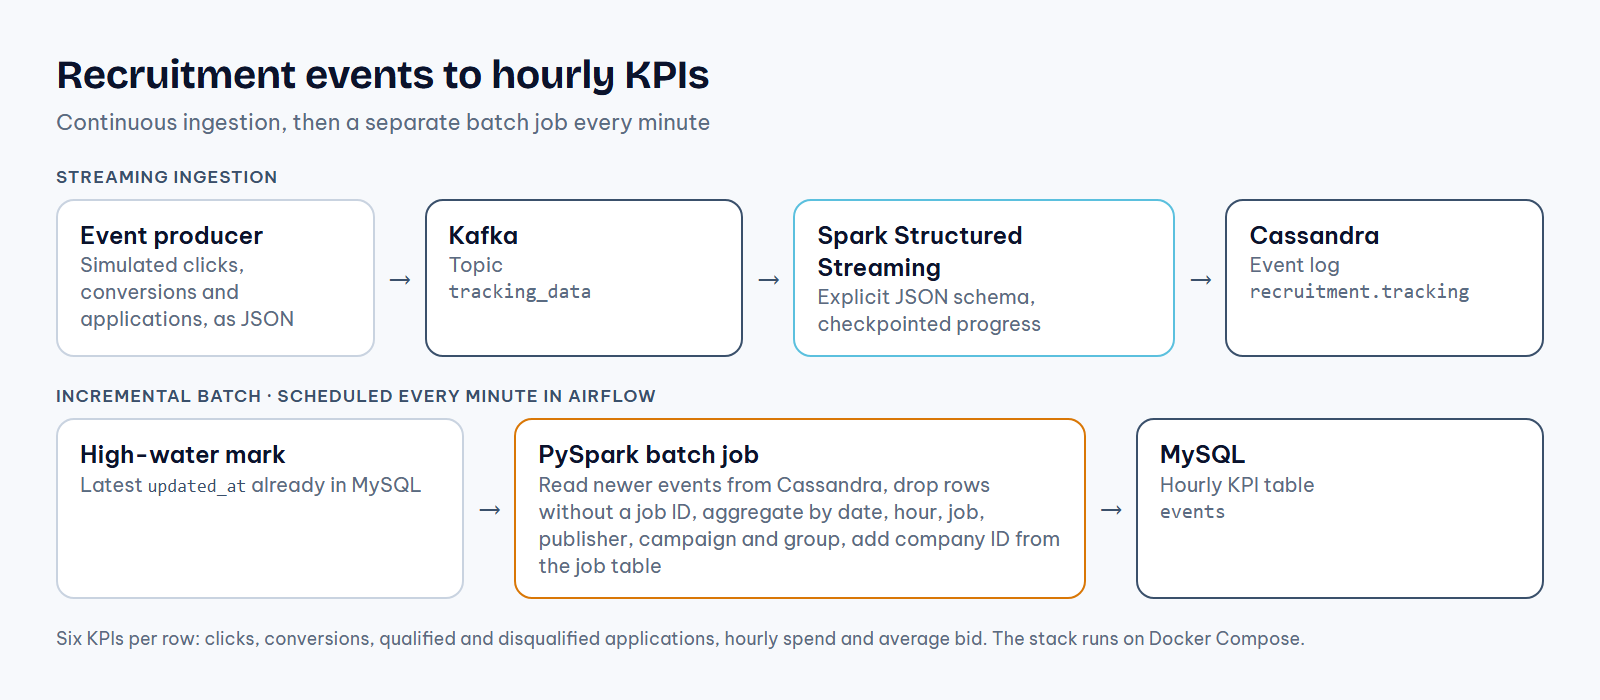 Recruitment events to hourly KPIs
Continuous ingestion, then a separate batch job every minute
STREAMING INGESTION
Event producer
Simulated clicks,
conversions and
applications, as JSON
→
Kafka
Topic
tracking_data
→
Spark Structured
Streaming
Explicit JSON schema,
checkpointed progress
→
Cassandra
Event log
recruitment.tracking
INCREMENTAL BATCH · SCHEDULED EVERY MINUTE IN AIRFLOW
High-water mark
Latest updated_at already in MySQL
→
PySpark batch job
Read newer events from Cassandra, drop rows
without a job ID, aggregate by date, hour, job,
publisher, campaign and group, add company ID from
the job table
→
MySQL
Hourly KPI table
events
Six KPIs per row: clicks, conversions, qualified and disqualified applications, hourly spend and average bid. The stack runs on Docker Compose.